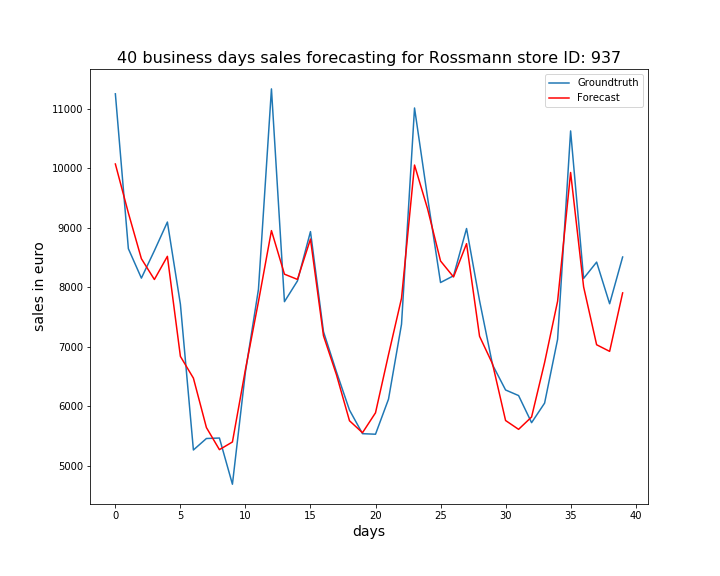 40 business days sales forecasting for Rossmann store ID: 937
Groundtruth
Forecast
11000
10000
9000
8000
7000
6000
5000
sales in euro
0 5 10 15 20 25 30 35 40
days